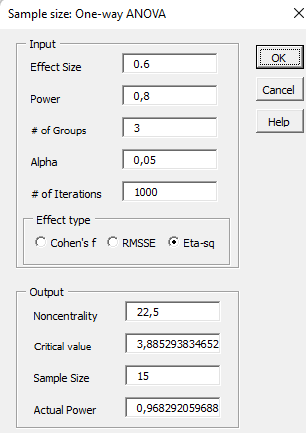 Sample size: One-way ANOVA
Input
Effect Size 0.6
Power 0,8
# of Groups 3
Alpha 0,05
# of Iterations 1000
Effect type
Cohen's f RMSSE Eta-sq
OK
Cancel
Help
Output
Noncentrality 22,5
Critical value 3,885293834652
Sample Size 15
Actual Power 0,968292059688